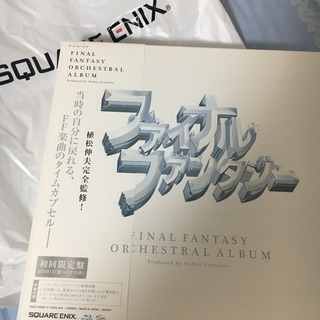 SQUARE ENIX
FINAL
FANTASY
ORCHESTRAL
ALBUM
Produced by Nobuo Uematsu
植松伸夫完全監修!
当時の自分に戻れる、
FF楽曲のタイムカプセル――
初回限定盤
ファイナル
ファンタジー
FINAL FANTASY
ORCHESTRAL ALBUM
Produced by Nobuo Uematsu
SQUARE ENIX